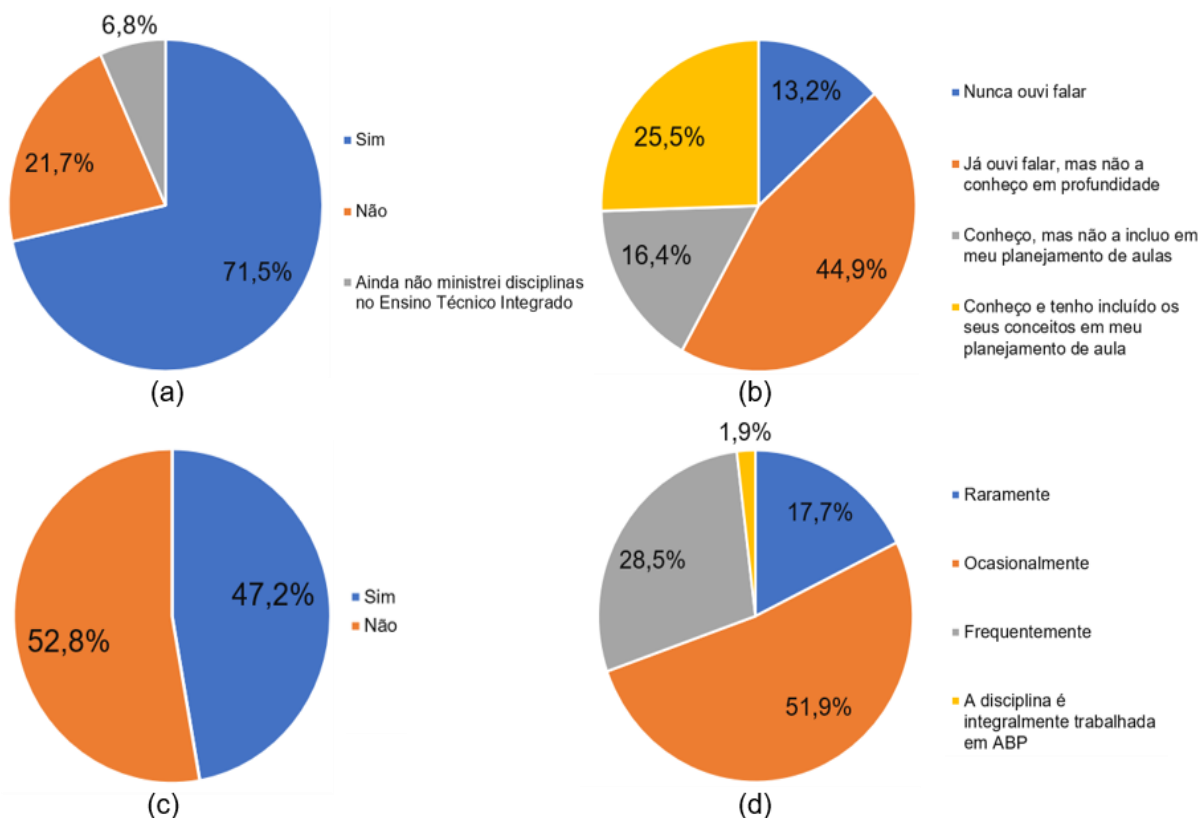 6,8%
21,7%
71,5%
Sim
Não
Ainda não ministrei disciplinas
no Ensino Técnico Integrado
(a)
13,2%
25,5%
16,4%
44,9%
Nunca ouvi falar
Já ouvi falar, mas não a
conheço em profundidade
Conheço, mas não a incluo em
meu planejamento de aulas
Conheço e tenho incluído os
seus conceitos em meu
planejamento de aula
(b)
47,2%
52,8%
Sim
Não
(c)
1,9%
17,7%
28,5%
51,9%
Raramente
Ocasionalmente
Frequentemente
A disciplina é
integralmente trabalhada
em ABP
(d)